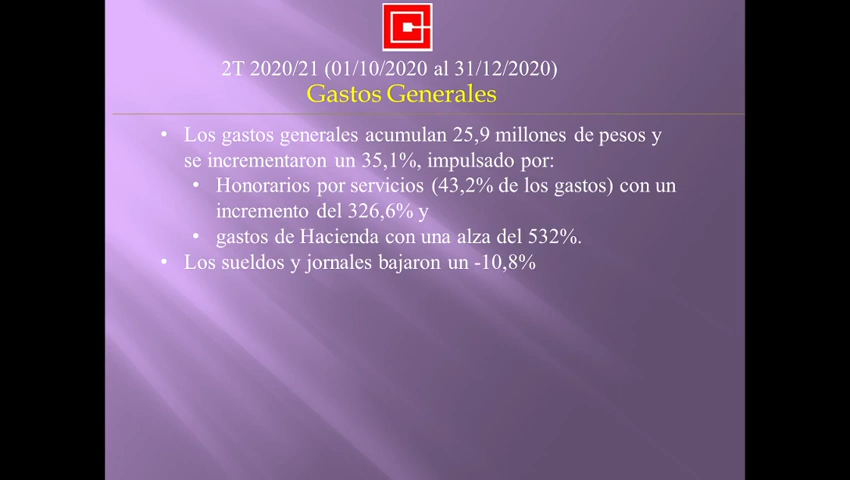 2T 2020/21 (01/10/2020 al 31/12/2020)
Gastos Generales
• Los gastos generales acumulan 25,9 millones de pesos y
se incrementaron un 35,1%, impulsado por:
• Honorarios por servicios (43,2% de los gastos) con un
incremento del 326,6% y
• gastos de Hacienda con una alza del 532%.
• Los sueldos y jornales bajaron un -10,8%